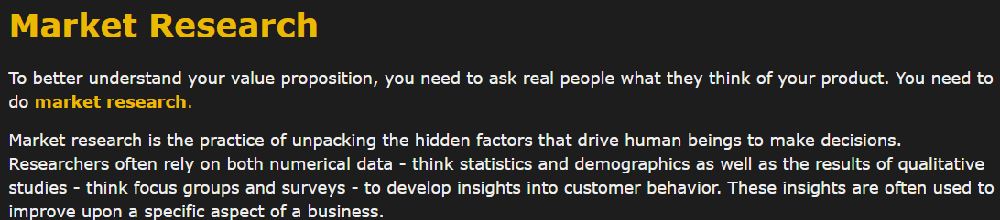 Market Research
To better understand your value proposition, you need to ask real people what they think of your product. You need to
do market research.
Market research is the practice of unpacking the hidden factors that drive human beings to make decisions.
Researchers often rely on both numerical data - think statistics and demographics as well as the results of qualitative
studies - think focus groups and surveys - to develop insights into customer behavior. These insights are often used to
improve upon a specific aspect of a business.